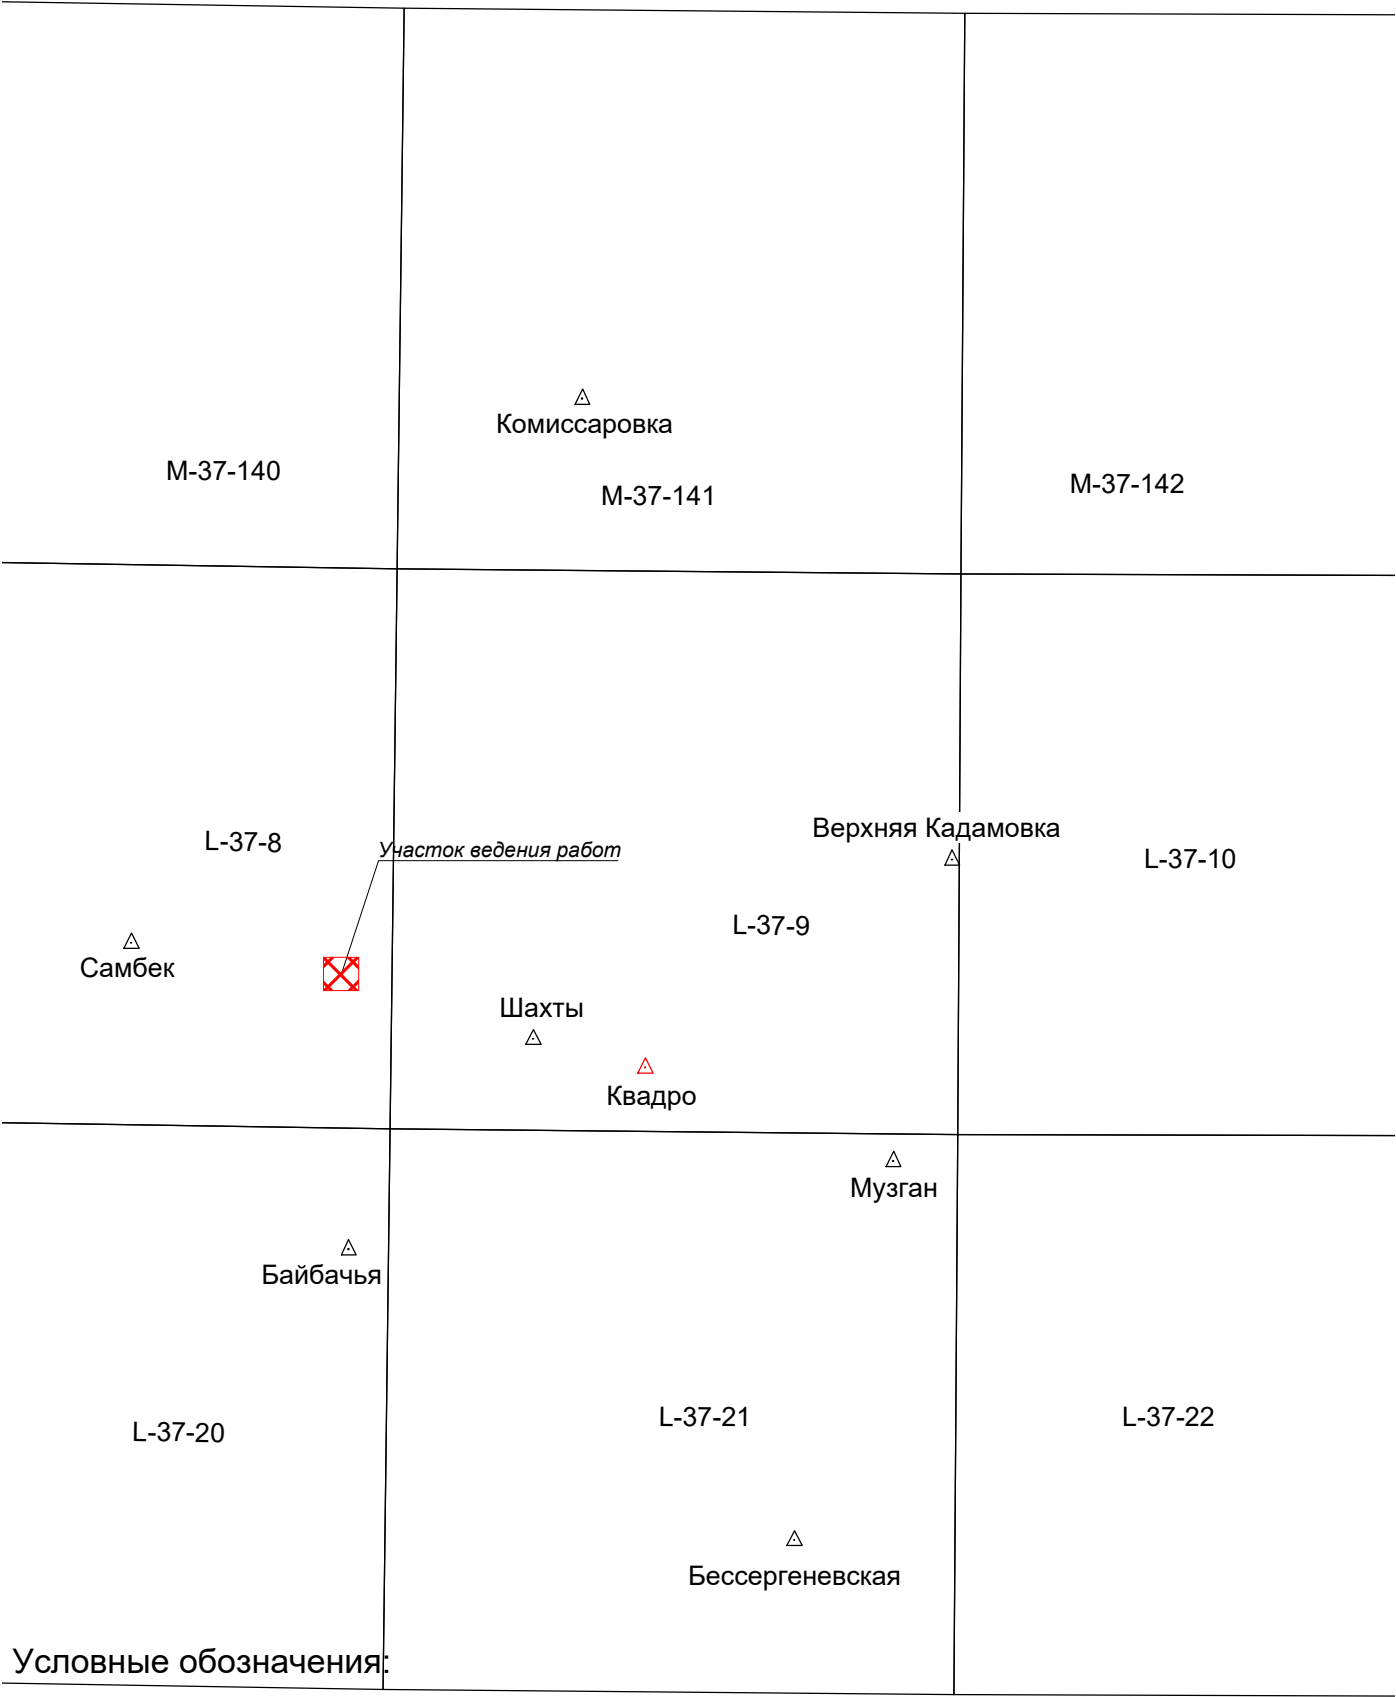 Комиссаровка
M-37-140
M-37-141
M-37-142
Верхняя Кадамовка
L-37-8
Участок ведения работ
L-37-10
L-37-9
Самбек
Шахты
Квадро
Музган
Байбачья
L-37-20
L-37-21
L-37-22
Бессергеневская
Условные обозначения: